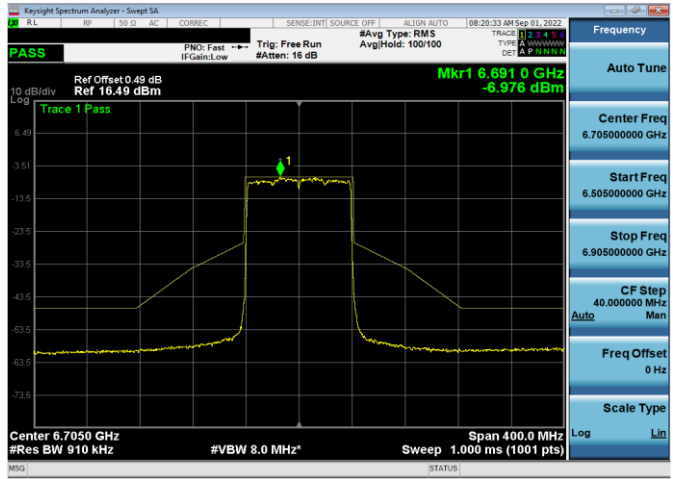 Keysight Spectrum Analyzer - Swept SA
RL RF 50 Ω AC CORREC SENSE:INT SOURCE OFF ALIGN AUTO 08:20:33 AM Sep 01, 2022
PASS
PNO: Fast
IFGain:Low
Trig: Free Run
#Atten: 16 dB
#Avg Type: RMS
Avg|Hold: 100/100
TRACE 1 2 3 4 5 6
TYPE A WWWWW
DET A P N N N N
Mkr1 6.691 0 GHz
-6.976 dBm
Ref Offset 0.49 dB
10 dB/div Ref 16.49 dBm
Log
Trace 1 Pass
1
6.49
-3.51
-13.5
-23.5
-33.5
-43.5
-53.5
-63.5
-73.5
Center 6.7050 GHz Span 400.0 MHz
#Res BW 910 kHz #VBW 8.0 MHz* Sweep 1.000 ms (1001 pts)
MSG STATUS
Frequency
Auto Tune
Center Freq
6.705000000 GHz
Start Freq
6.505000000 GHz
Stop Freq
6.905000000 GHz
CF Step
40.000000 MHz
Auto Man
Freq Offset
0 Hz
Scale Type
Log Lin